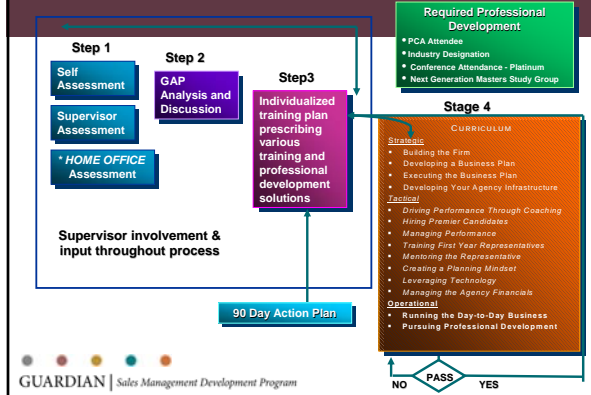 Required Professional
Development
• PCA Attendee
• Industry Designation
• Conference Attendance - Platinum
• Next Generation Masters Study Group
Step 1
Self
Assessment
Supervisor
Assessment
* HOME OFFICE
Assessment
Step 2
GAP
Analysis and
Discussion
Step3
Individualized
training plan
prescribing
various
training and
professional
development
solutions
Supervisor involvement &
input throughout process
90 Day Action Plan
Stage 4
CURRICULUM
Strategic
▪ Building the Firm
▪ Developing a Business Plan
▪ Executing the Business Plan
▪ Developing Your Agency Infrastructure
Tactical
▪ Driving Performance Through Coaching
▪ Hiring Premier Candidates
▪ Managing Performance
▪ Training First Year Representatives
▪ Mentoring the Representative
▪ Creating a Planning Mindset
▪ Leveraging Technology
▪ Managing the Agency Financials
Operational
▪ Running the Day-to-Day Business
▪ Pursuing Professional Development
NO PASS YES
GUARDIAN | Sales Management Development Program